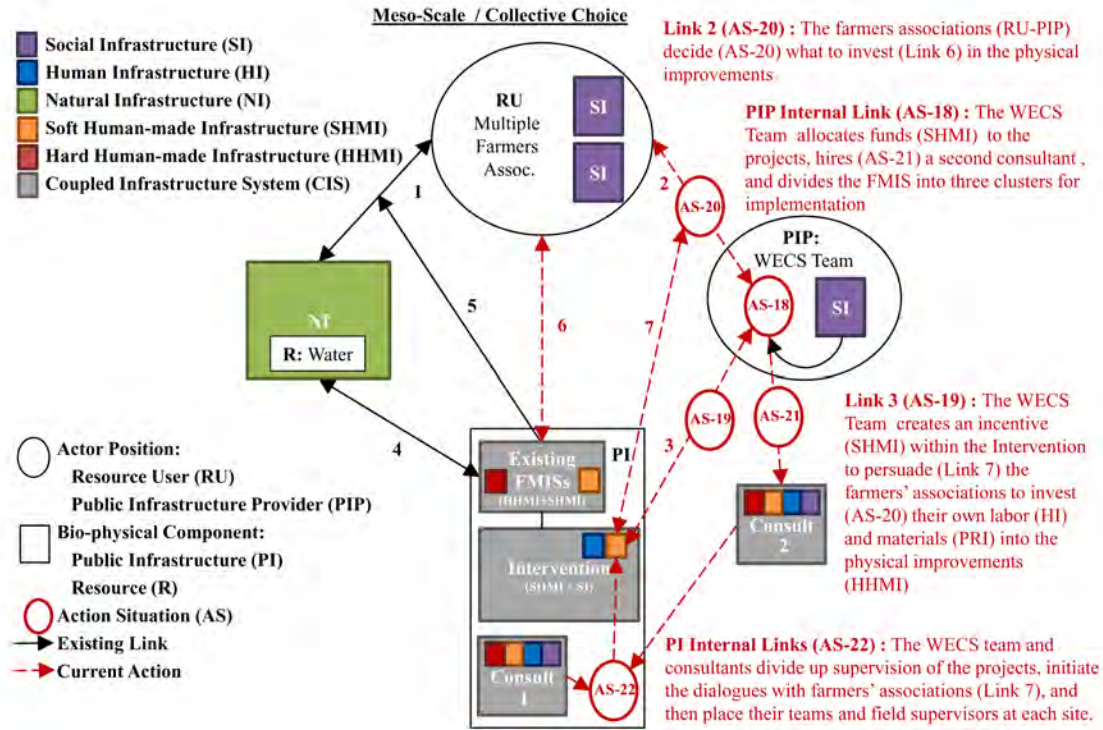 Meso-Scale / Collective Choice
Social Infrastructure (SI)
Human Infrastructure (HI)
Natural Infrastructure (NI)
Soft Human-made Infrastructure (SHMI)
Hard Human-made Infrastructure (HHMI)
Coupled Infrastructure System (CIS)
RU
Multiple
Farmers
Assoc.
SI
SI
Link 2 (AS-20) : The farmers associations (RU-PIP)
decide (AS-20) what to invest (Link 6) in the physical
improvements
PIP Internal Link (AS-18) : The WECS
Team allocates funds (SHMI) to the
projects, hires (AS-21) a second consultant ,
and divides the FMIS into three clusters for
implementation
1
2
AS-20
PIP:
WECS Team
AS-18
SI
NI
R: Water
5
6
7
AS-19
AS-21
3
4
Link 3 (AS-19) : The WECS
Team creates an incentive
(SHMI) within the Intervention
to persuade (Link 7) the
farmers' associations to invest
(AS-20) their own labor (HI)
and materials (PRI) into the
physical improvements
(HHMI)
PI
Existing
FMISs
(HHMI+SHMI)
Intervention
(SHMI + SI)
Consult
1
AS-22
Consult
2
Actor Position:
Resource User (RU)
Public Infrastructure Provider (PIP)
Bio-physical Component:
Public Infrastructure (PI)
Resource (R)
Action Situation (AS)
Existing Link
Current Action
PI Internal Links (AS-22) : The WECS team and
consultants divide up supervision of the projects, initiate
the dialogues with farmers' associations (Link 7), and
then place their teams and field supervisors at each site.